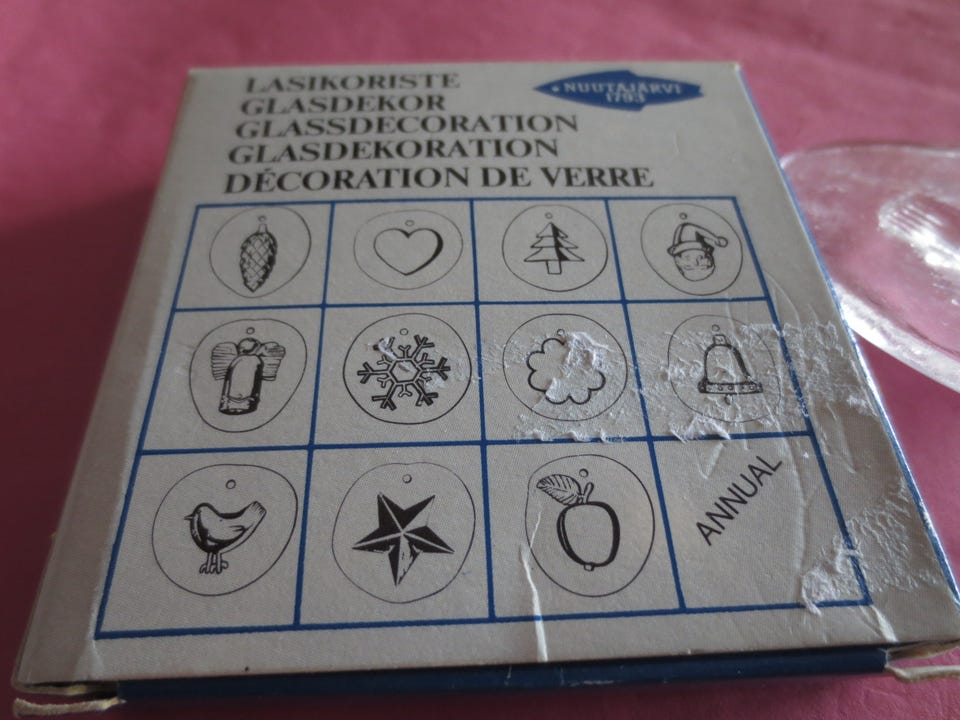 LASIKORISTE
GLASDEKOR
GLASSDECORATION
GLASDEKORATION
DÉCORATION DE VERRE
NUUTAJÄRVI
1793
ANNUAL